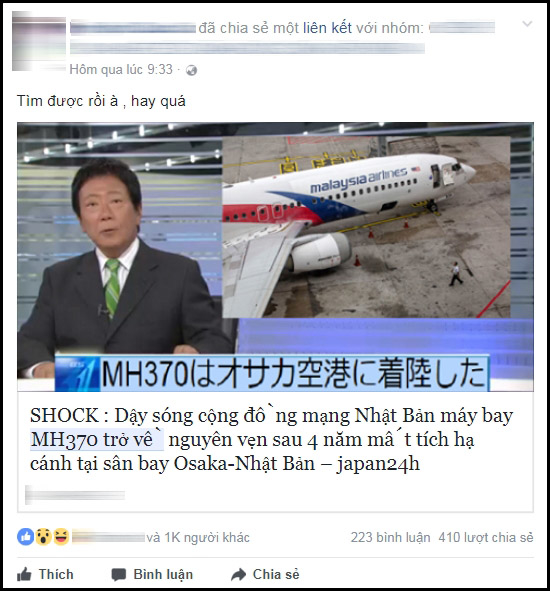 đã chia sẻ một liên kết với nhóm:
Hôm qua lúc 9:33
Tìm được rồi à , hay quá
malaysia airlines
MH370はオサカ空港に着陸した
SHOCK : Dậy sóng cộng đồ`ng mạng Nhật Bản máy bay
MH370 trở vê` nguyên vẹn sau 4 năm mâ´t tích hạ
cánh tại sân bay Osaka-Nhật Bản – japan24h
và 1K người khác
223 bình luận 410 lượt chia sẻ
Thích Bình luận Chia sẻ